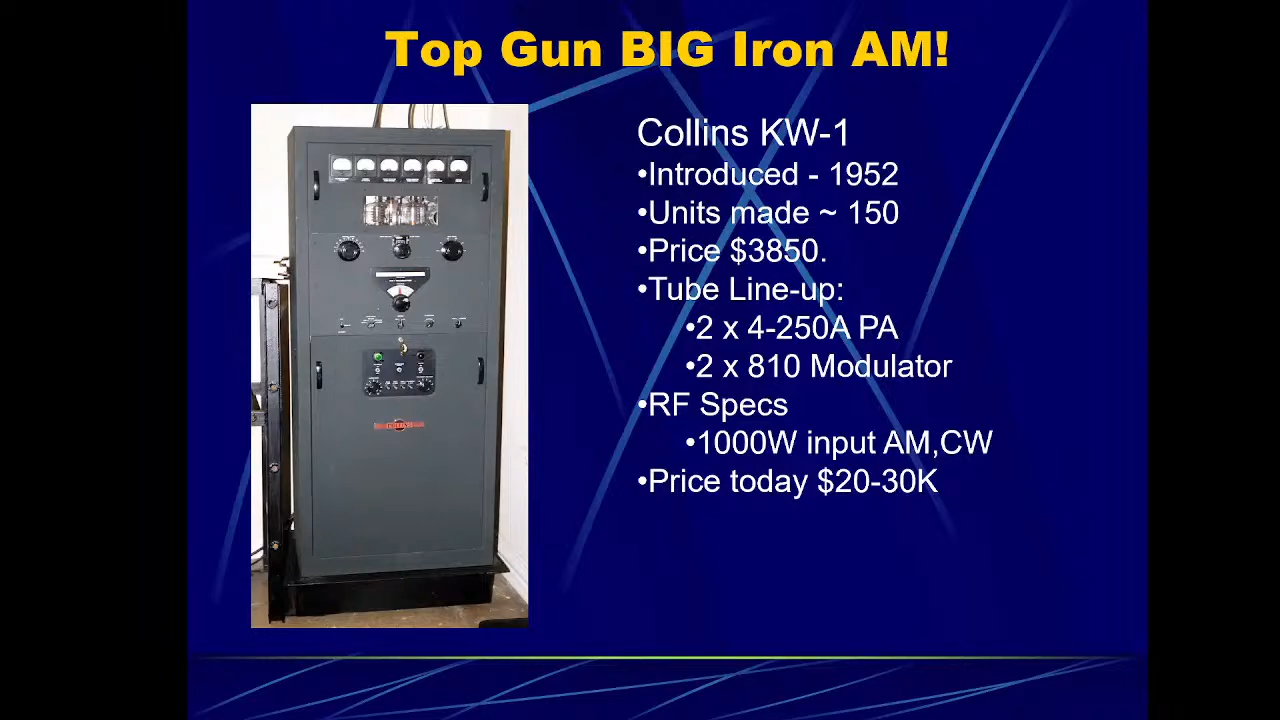 Top Gun BIG Iron AM!
Collins KW-1
•Introduced - 1952
•Units made ~ 150
•Price $3850.
•Tube Line-up:
•2 x 4-250A PA
•2 x 810 Modulator
•RF Specs
•1000W input AM,CW
•Price today $20-30K